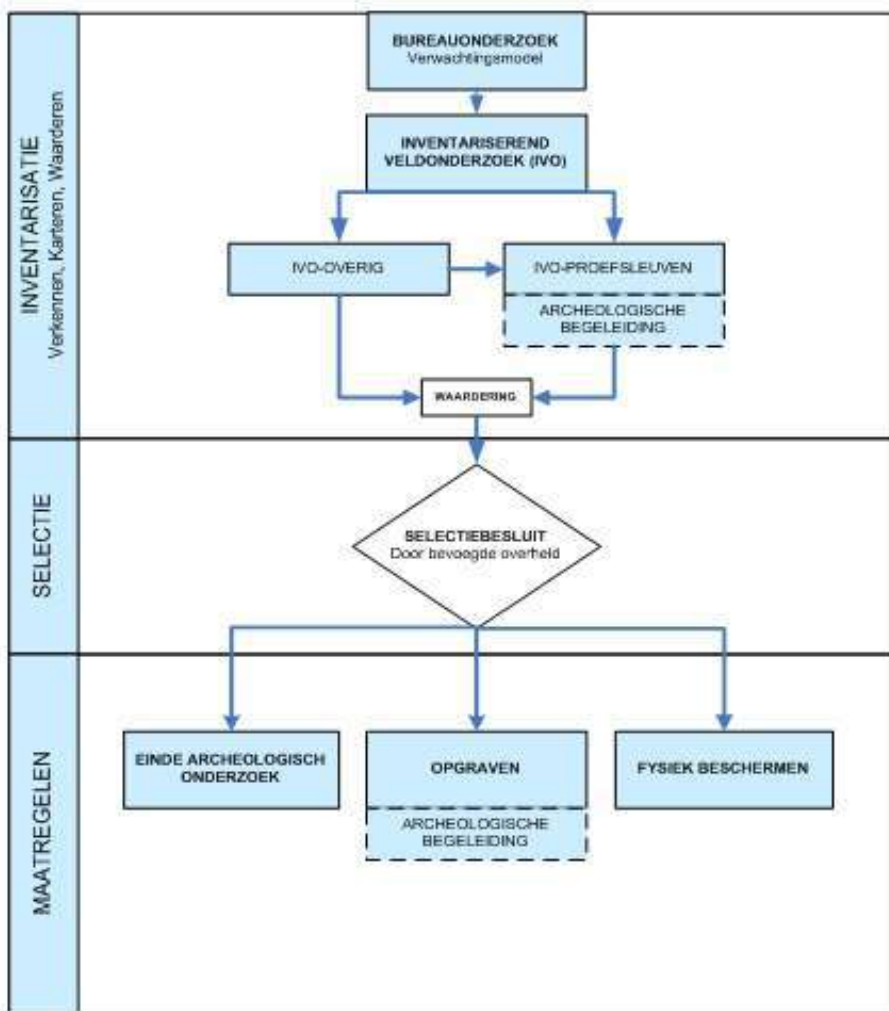 INVENTARISATIE
Verkennen, Karteren, Waarderen
BUREAUONDERZOEK
Verwachtingsmodel
INVENTARISEREND
VELDONDERZOEK (IVO)
IVO-OVERIG
IVO-PROEFSLEUVEN
ARCHEOLOGISCHE
BEGELEIDING
WAARDERING
SELECTIE
SELECTIEBESLUIT
Door bevoegde overheid
MAATREGELEN
EINDE ARCHEOLOGISCH
ONDERZOEK
OPGRAVEN
ARCHEOLOGISCHE
BEGELEIDING
FYSIEK BESCHERMEN